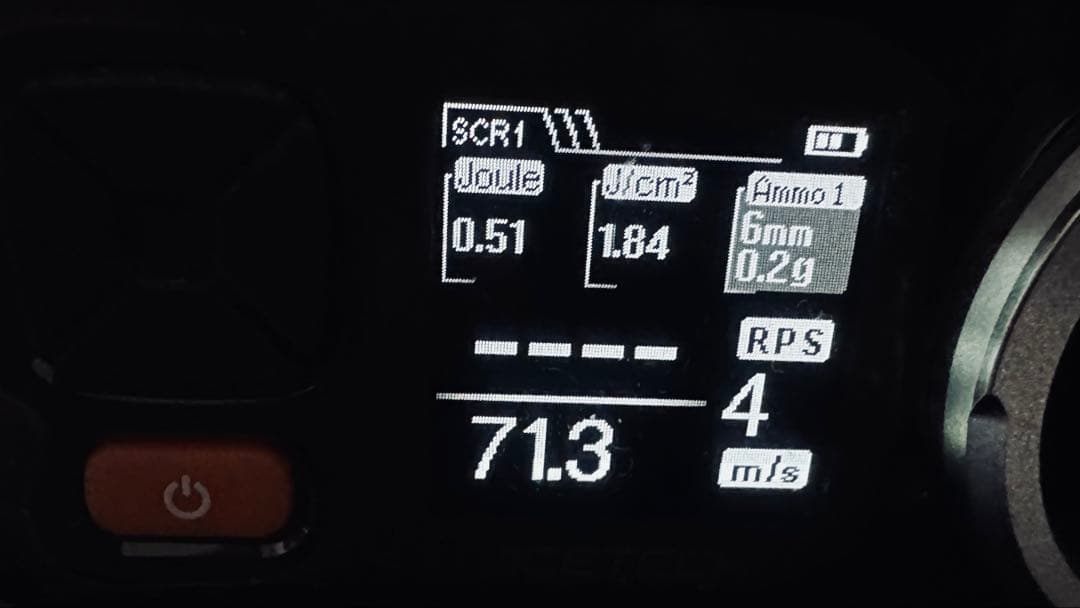 SCR1
Joule
0.51
J/cm²
1.84
Ammo 1
6mm
0.2g
----
RPS
4
71.3
m/s